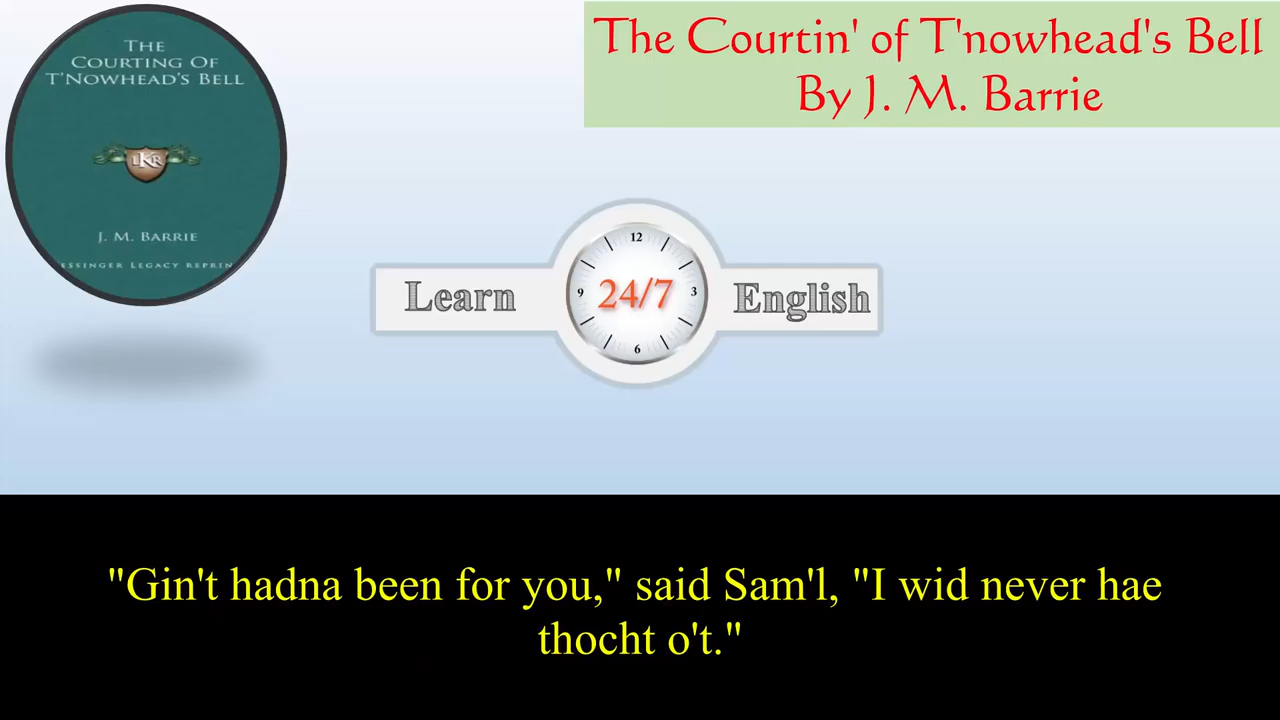 THE
COURTING OF
T'NOWHEAD'S BELL
LKR
J. M. BARRIE
ESSINGER LEGACY REPRIN
The Courtin' of T'nowhead's Bell
By J. M. Barrie
Learn 24/7 English
12
9
3
6
"Gin't hadna been for you," said Sam'l, "I wid never hae
thocht o't."